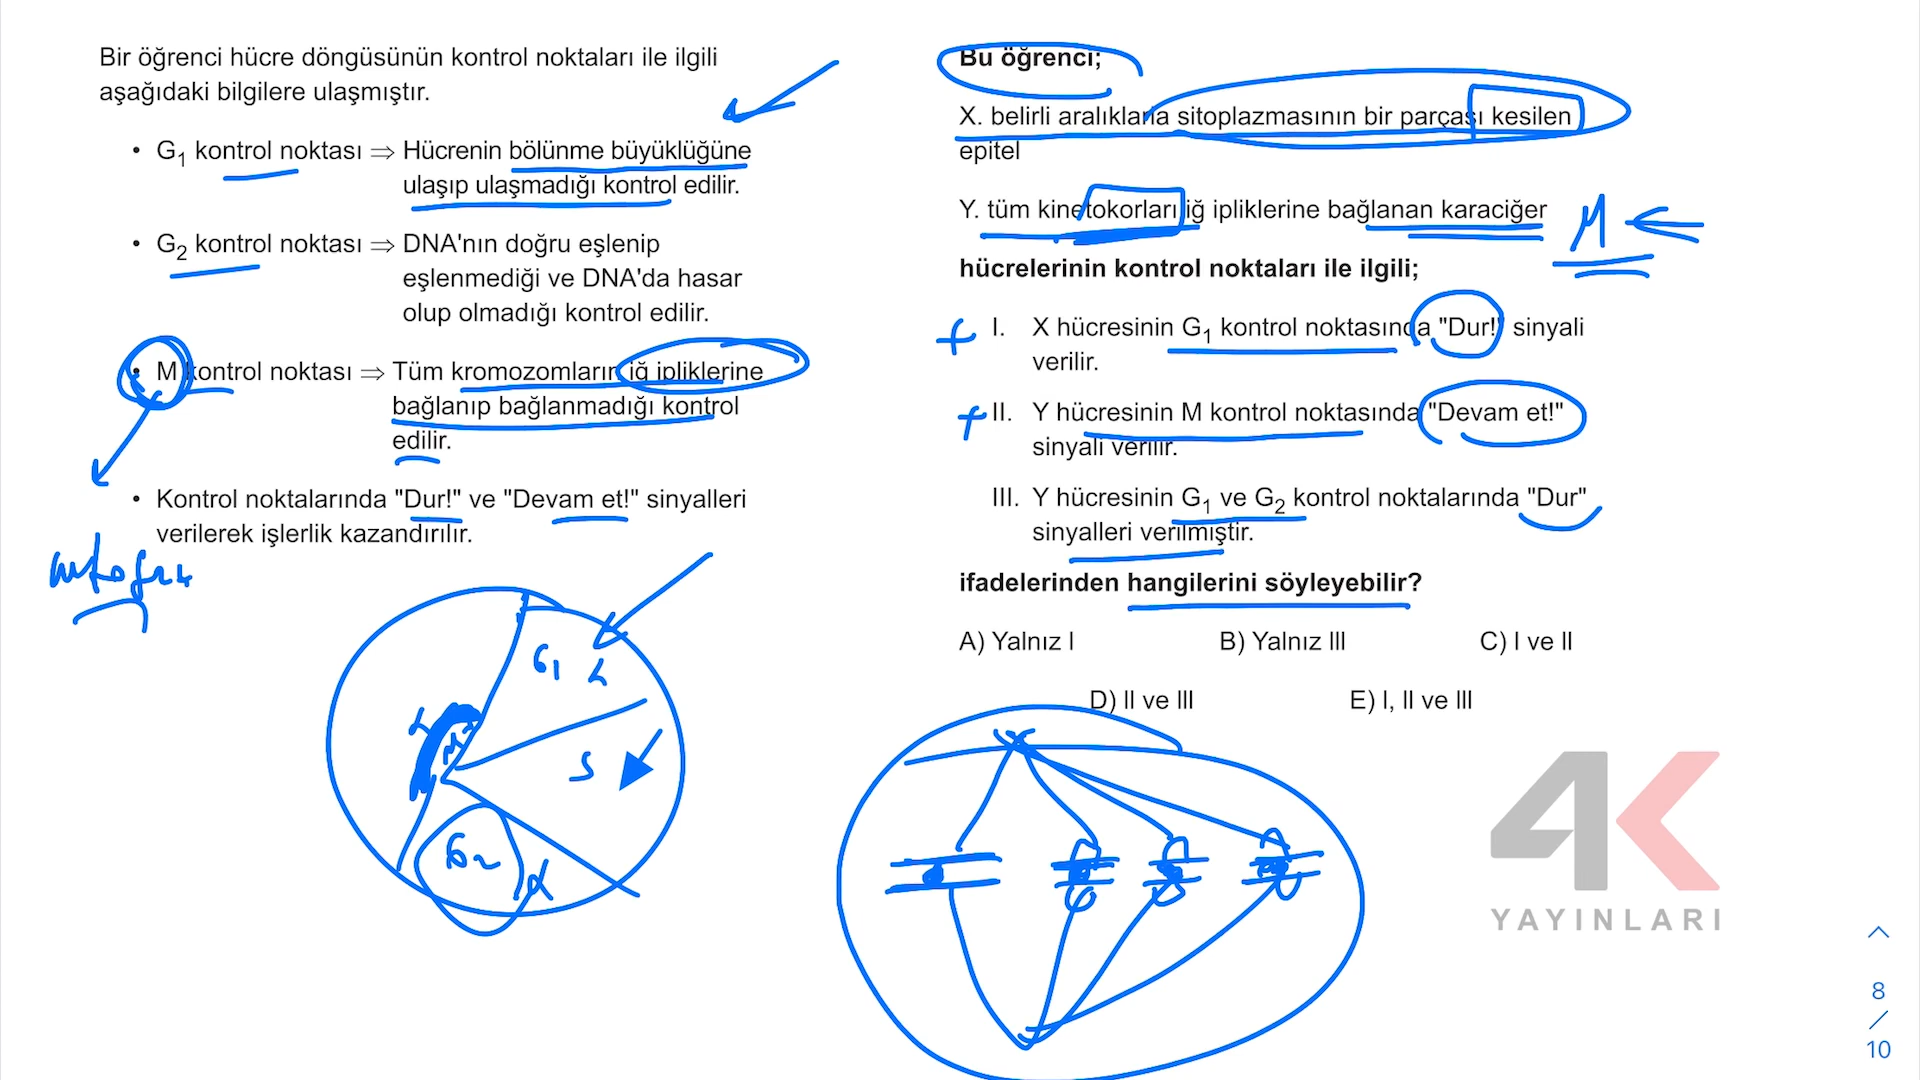 Bir öğrenci hücre döngüsünün kontrol noktaları ile ilgili
aşağıdaki bilgilere ulaşmıştır.
• G1 kontrol noktası ⇒ Hücrenin bölünme büyüklüğüne
ulaşıp ulaşmadığı kontrol edilir.
• G2 kontrol noktası ⇒ DNA'nın doğru eşlenip
eşlenmediği ve DNA'da hasar
olup olmadığı kontrol edilir.
• M kontrol noktası ⇒ Tüm kromozomların iğ ipliklerine
bağlanıp bağlanmadığı kontrol
edilir.
• Kontrol noktalarında "Dur!" ve "Devam et!" sinyalleri
verilerek işlerlik kazandırılır.
G1
S
G2
Bu öğrenci;
X. belirli aralıklarla sitoplazmasının bir parçası kesilen
epitel
Y. tüm kinetokorları iğ ipliklerine bağlanan karaciğer
M
hücrelerinin kontrol noktaları ile ilgili;
+ I. X hücresinin G1 kontrol noktasında "Dur!" sinyali
verilir.
+ II. Y hücresinin M kontrol noktasında "Devam et!"
sinyali verilir.
III. Y hücresinin G1 ve G2 kontrol noktalarında "Dur"
sinyalleri verilmiştir.
ifadelerinden hangilerini söyleyebilir?
A) Yalnız I B) Yalnız III C) I ve II
D) II ve III E) I, II ve III
4K
YAYINLARI
8
/
10